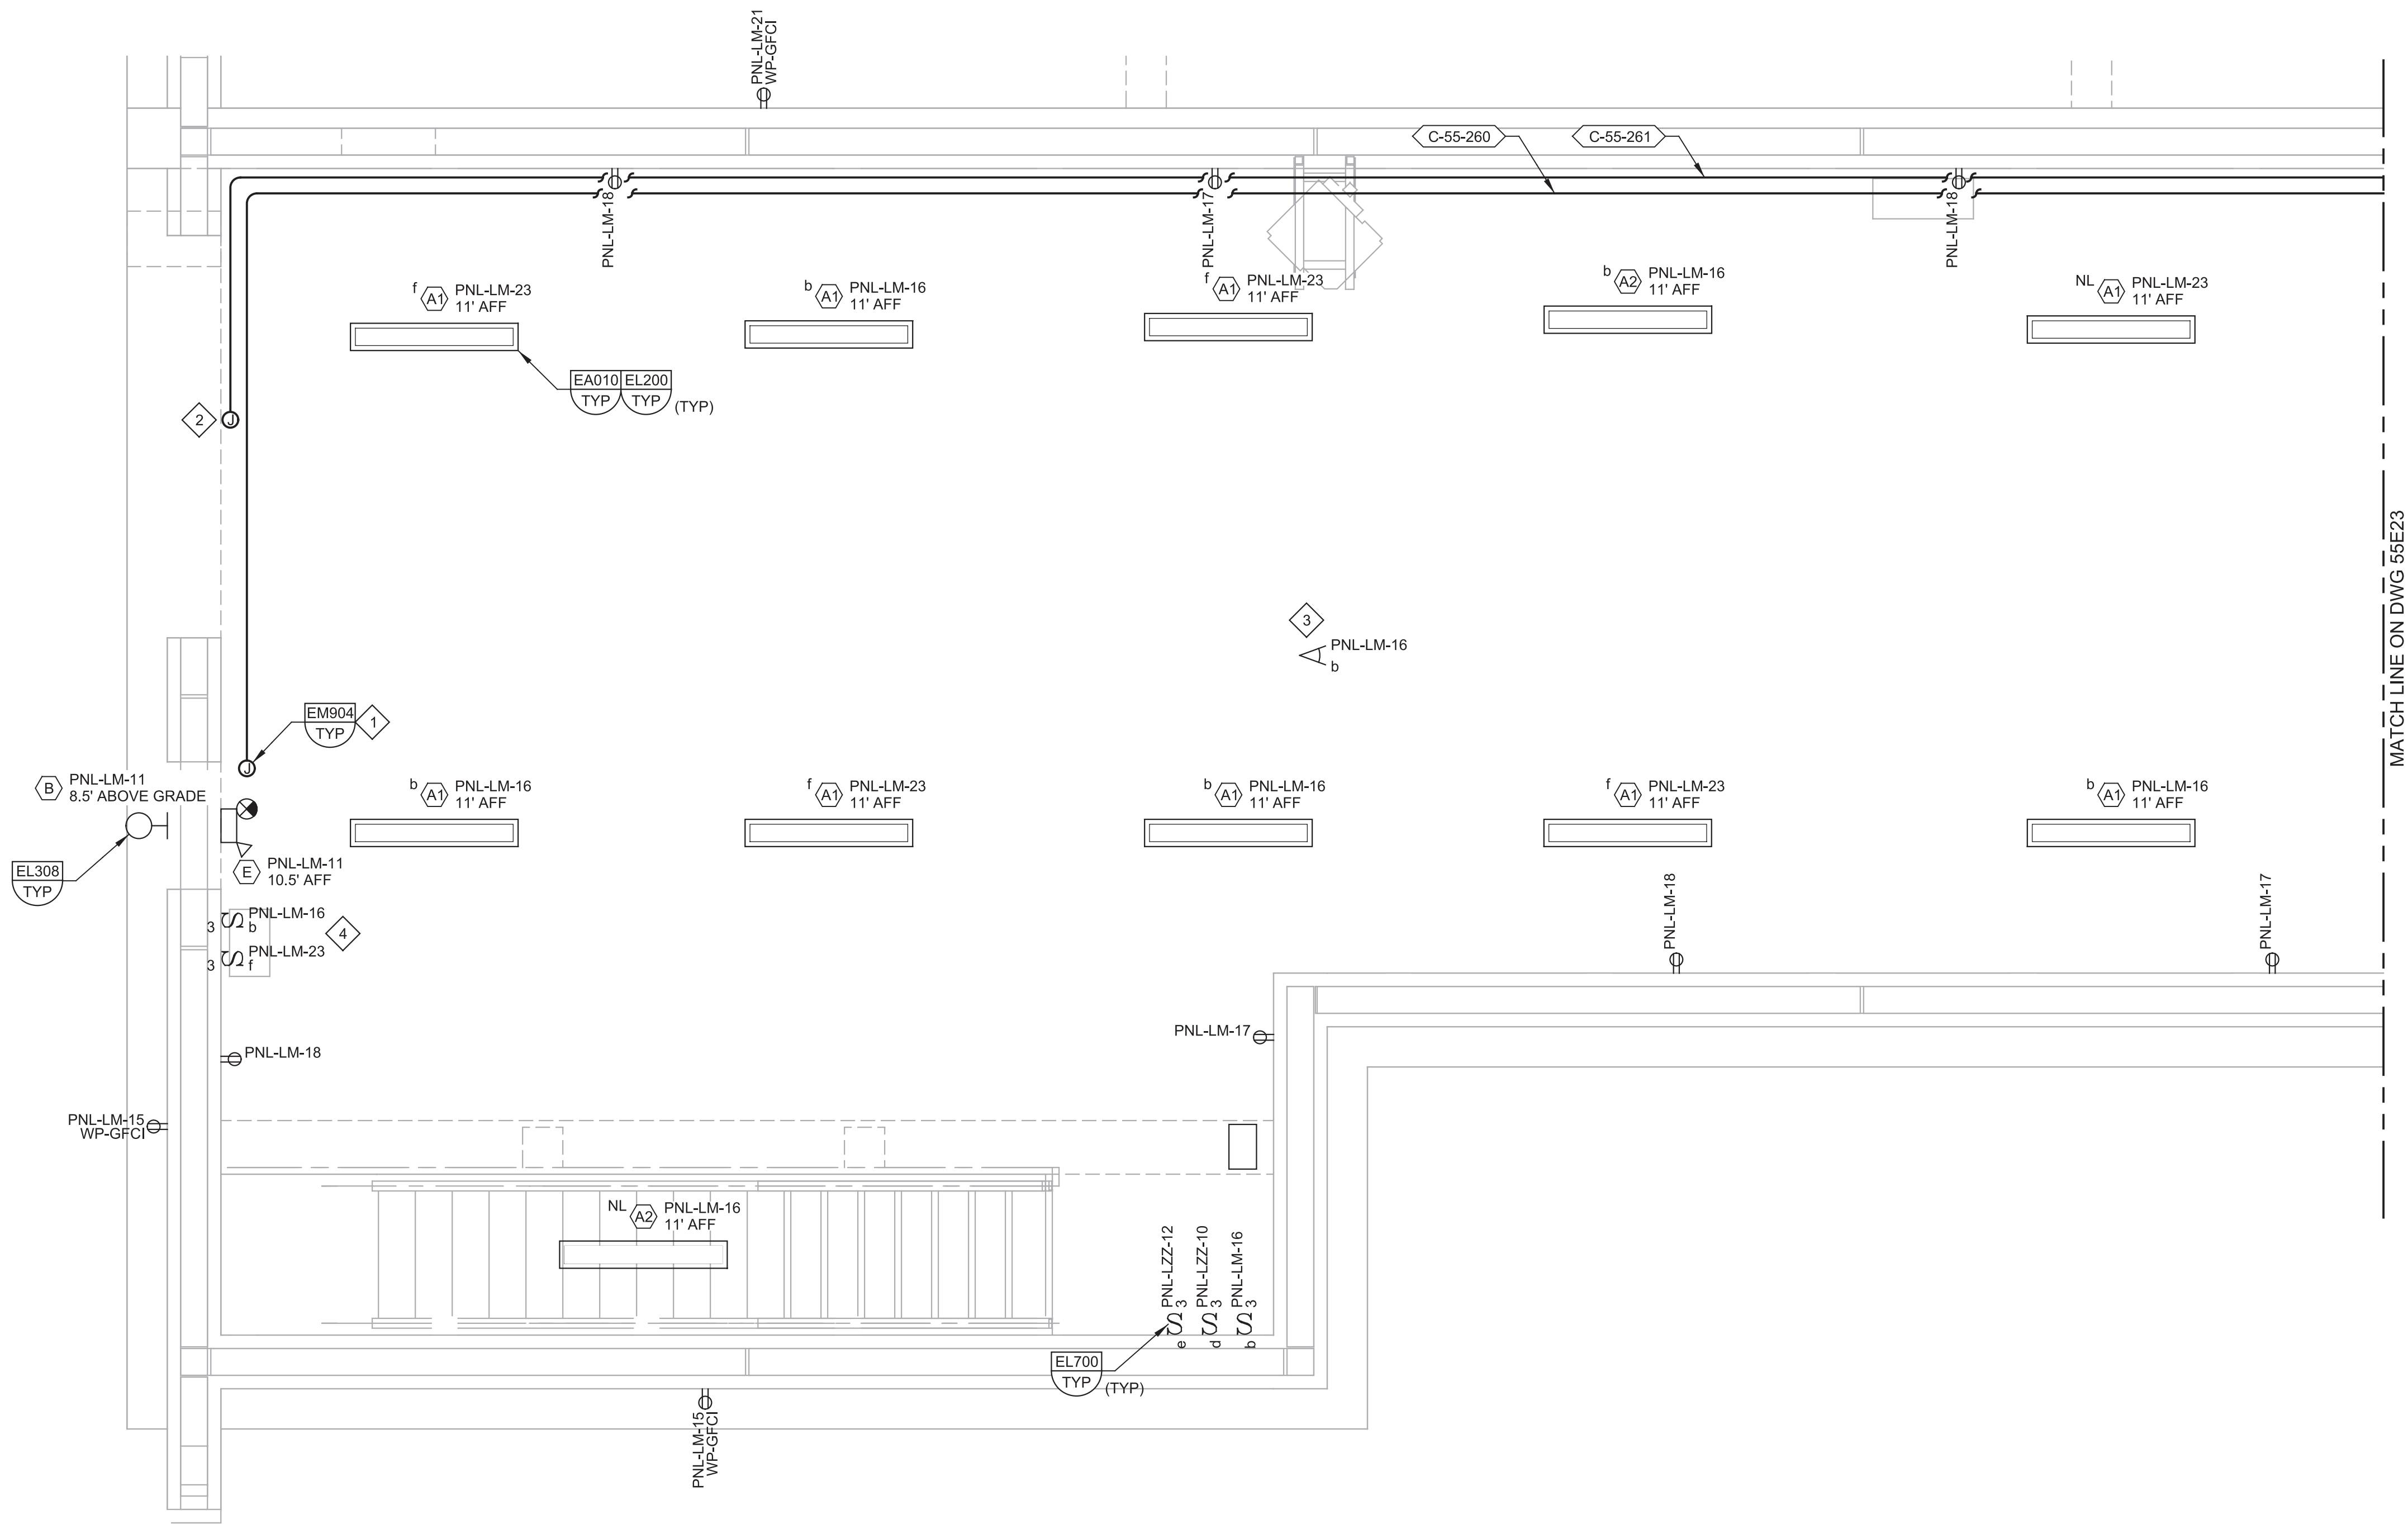 PNL-LM-21
WP-GFCI
C-55-260
C-55-261
PNL-LM-18
PNL-LM-17
PNL-LM-18
f A1 PNL-LM-23
11' AFF
b A1 PNL-LM-16
11' AFF
f A1 PNL-LM-23
11' AFF
b A2 PNL-LM-16
11' AFF
NL A1 PNL-LM-23
11' AFF
EA010 EL200
TYP TYP (TYP)
2 J
MATCH LINE ON DWG 55E23
3
PNL-LM-16
b
EM904
TYP
1
J
B PNL-LM-11
8.5' ABOVE GRADE
b A1 PNL-LM-16
11' AFF
f A1 PNL-LM-23
11' AFF
b A1 PNL-LM-16
11' AFF
f A1 PNL-LM-23
11' AFF
b A1 PNL-LM-16
11' AFF
EL308
TYP
E PNL-LM-11
10.5' AFF
3 S PNL-LM-16
b
4
3 S PNL-LM-23
f
PNL-LM-18
PNL-LM-17
PNL-LM-17
PNL-LM-18
PNL-LM-15
WP-GFCI
NL A2 PNL-LM-16
11' AFF
PNL-LZZ-12
S 3
e
PNL-LZZ-10
S 3
d
PNL-LM-16
S 3
b
EL700
TYP (TYP)
PNL-LM-15
WP-GFCI